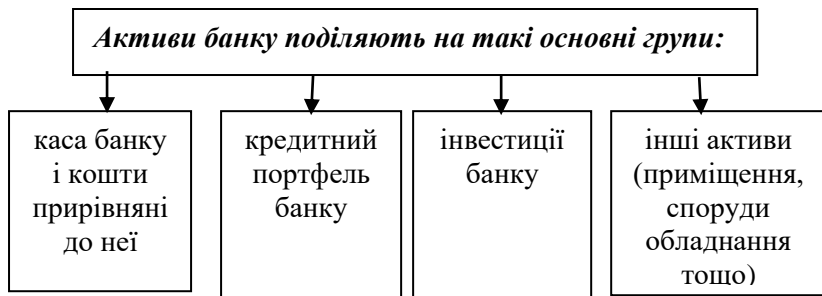 Активи банку поділяють на такі основні групи:
каса банку
і кошти
прирівняні
до неї
кредитний
портфель
банку
інвестиції
банку
інші активи
(приміщення,
споруди
обладнання
тощо)